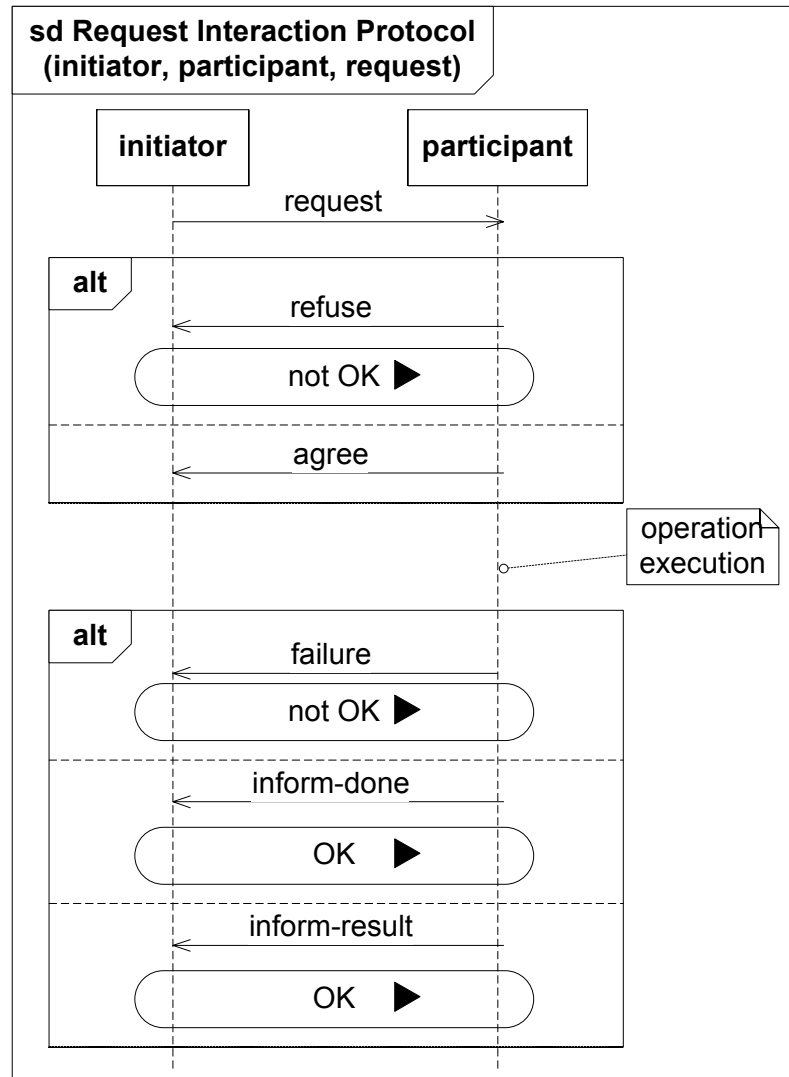 sd Request Interaction Protocol
(initiator, participant, request)
initiator
participant
request
alt
refuse
not OK
agree
operation
execution
alt
failure
not OK
inform-done
OK
inform-result
OK